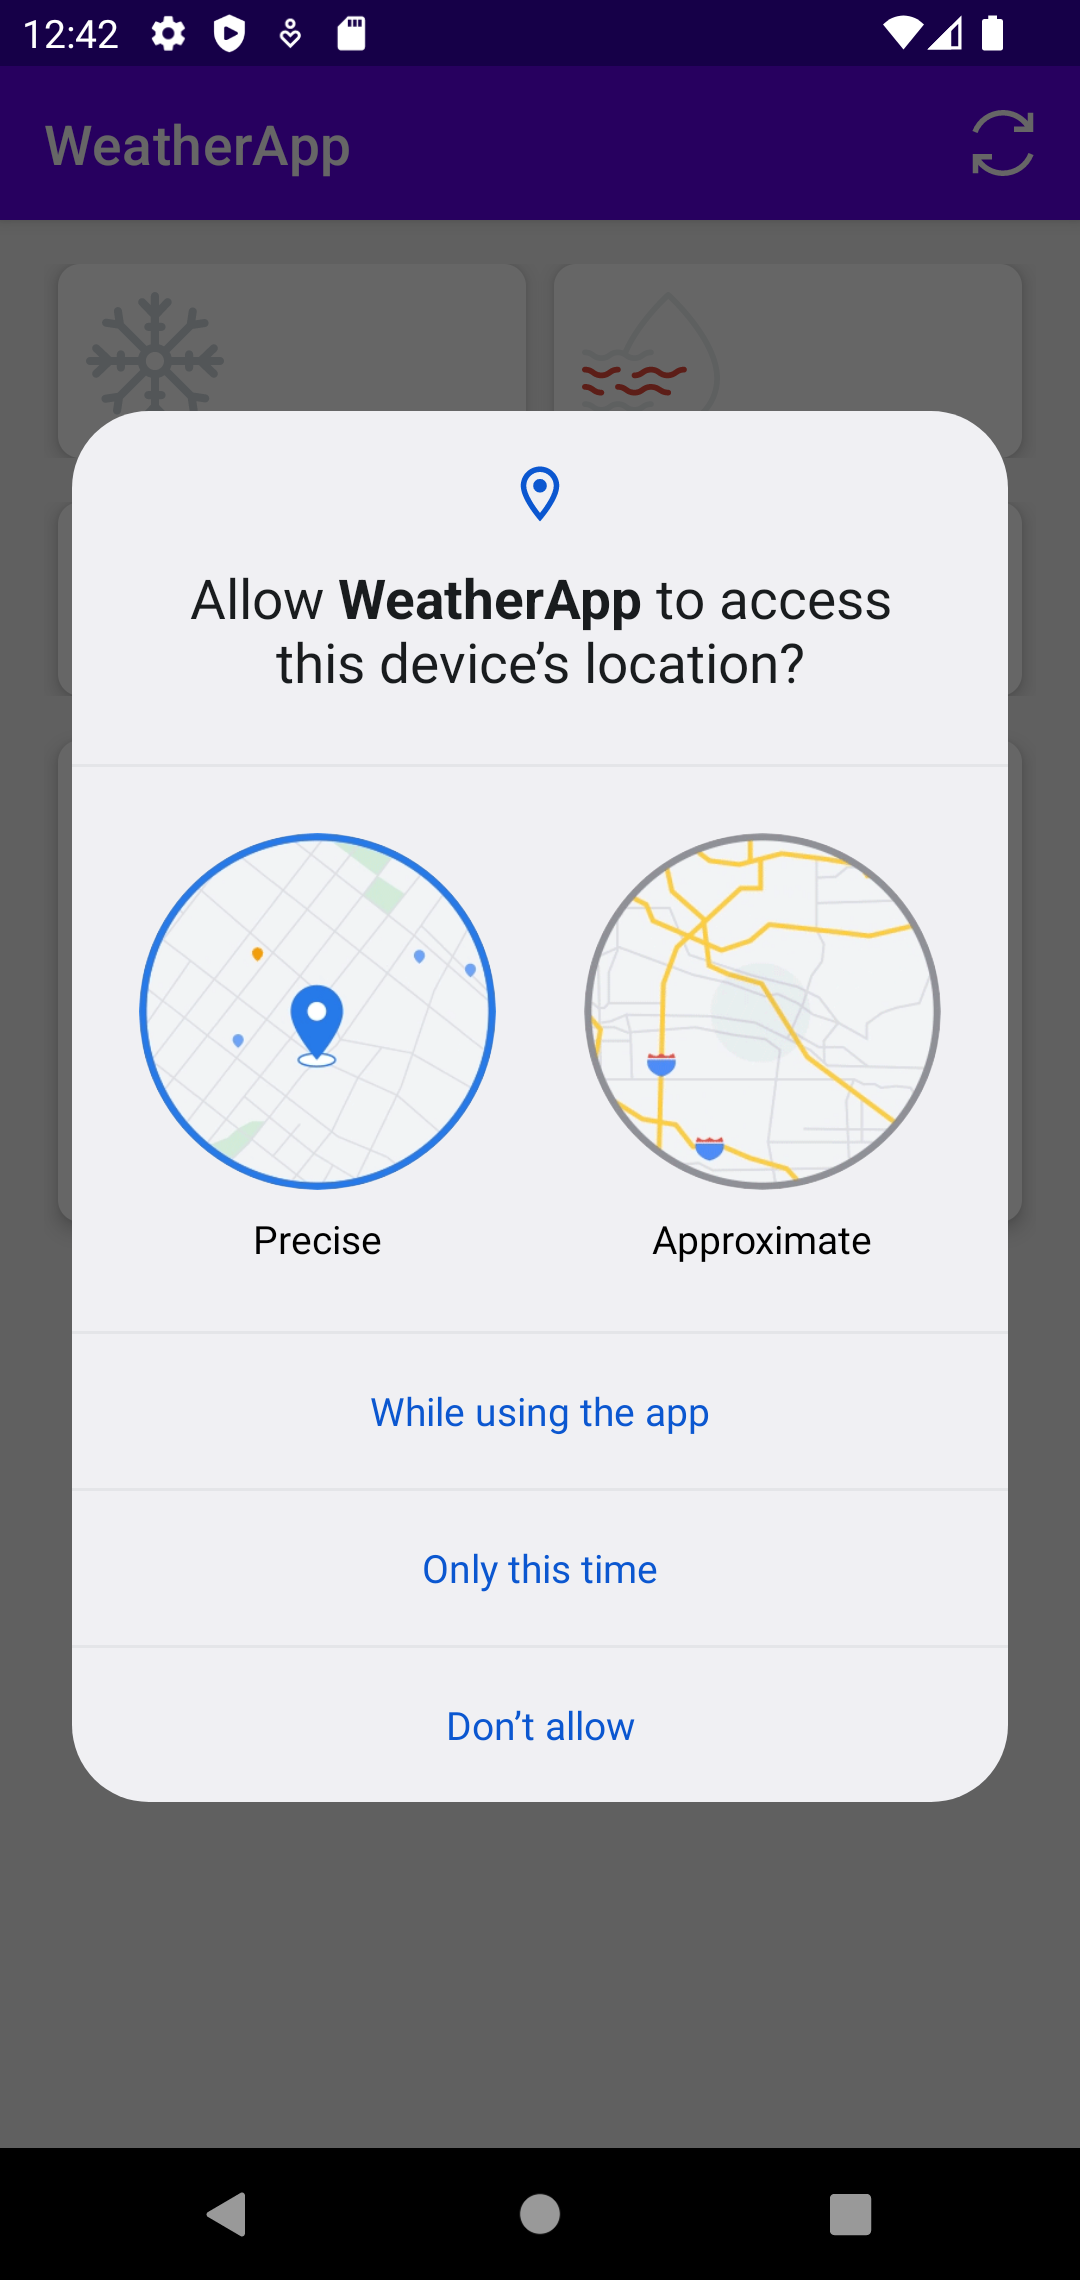 12:42
WeatherApp
Allow WeatherApp to access
this device’s location?
Precise
Approximate
While using the app
Only this time
Don’t allow